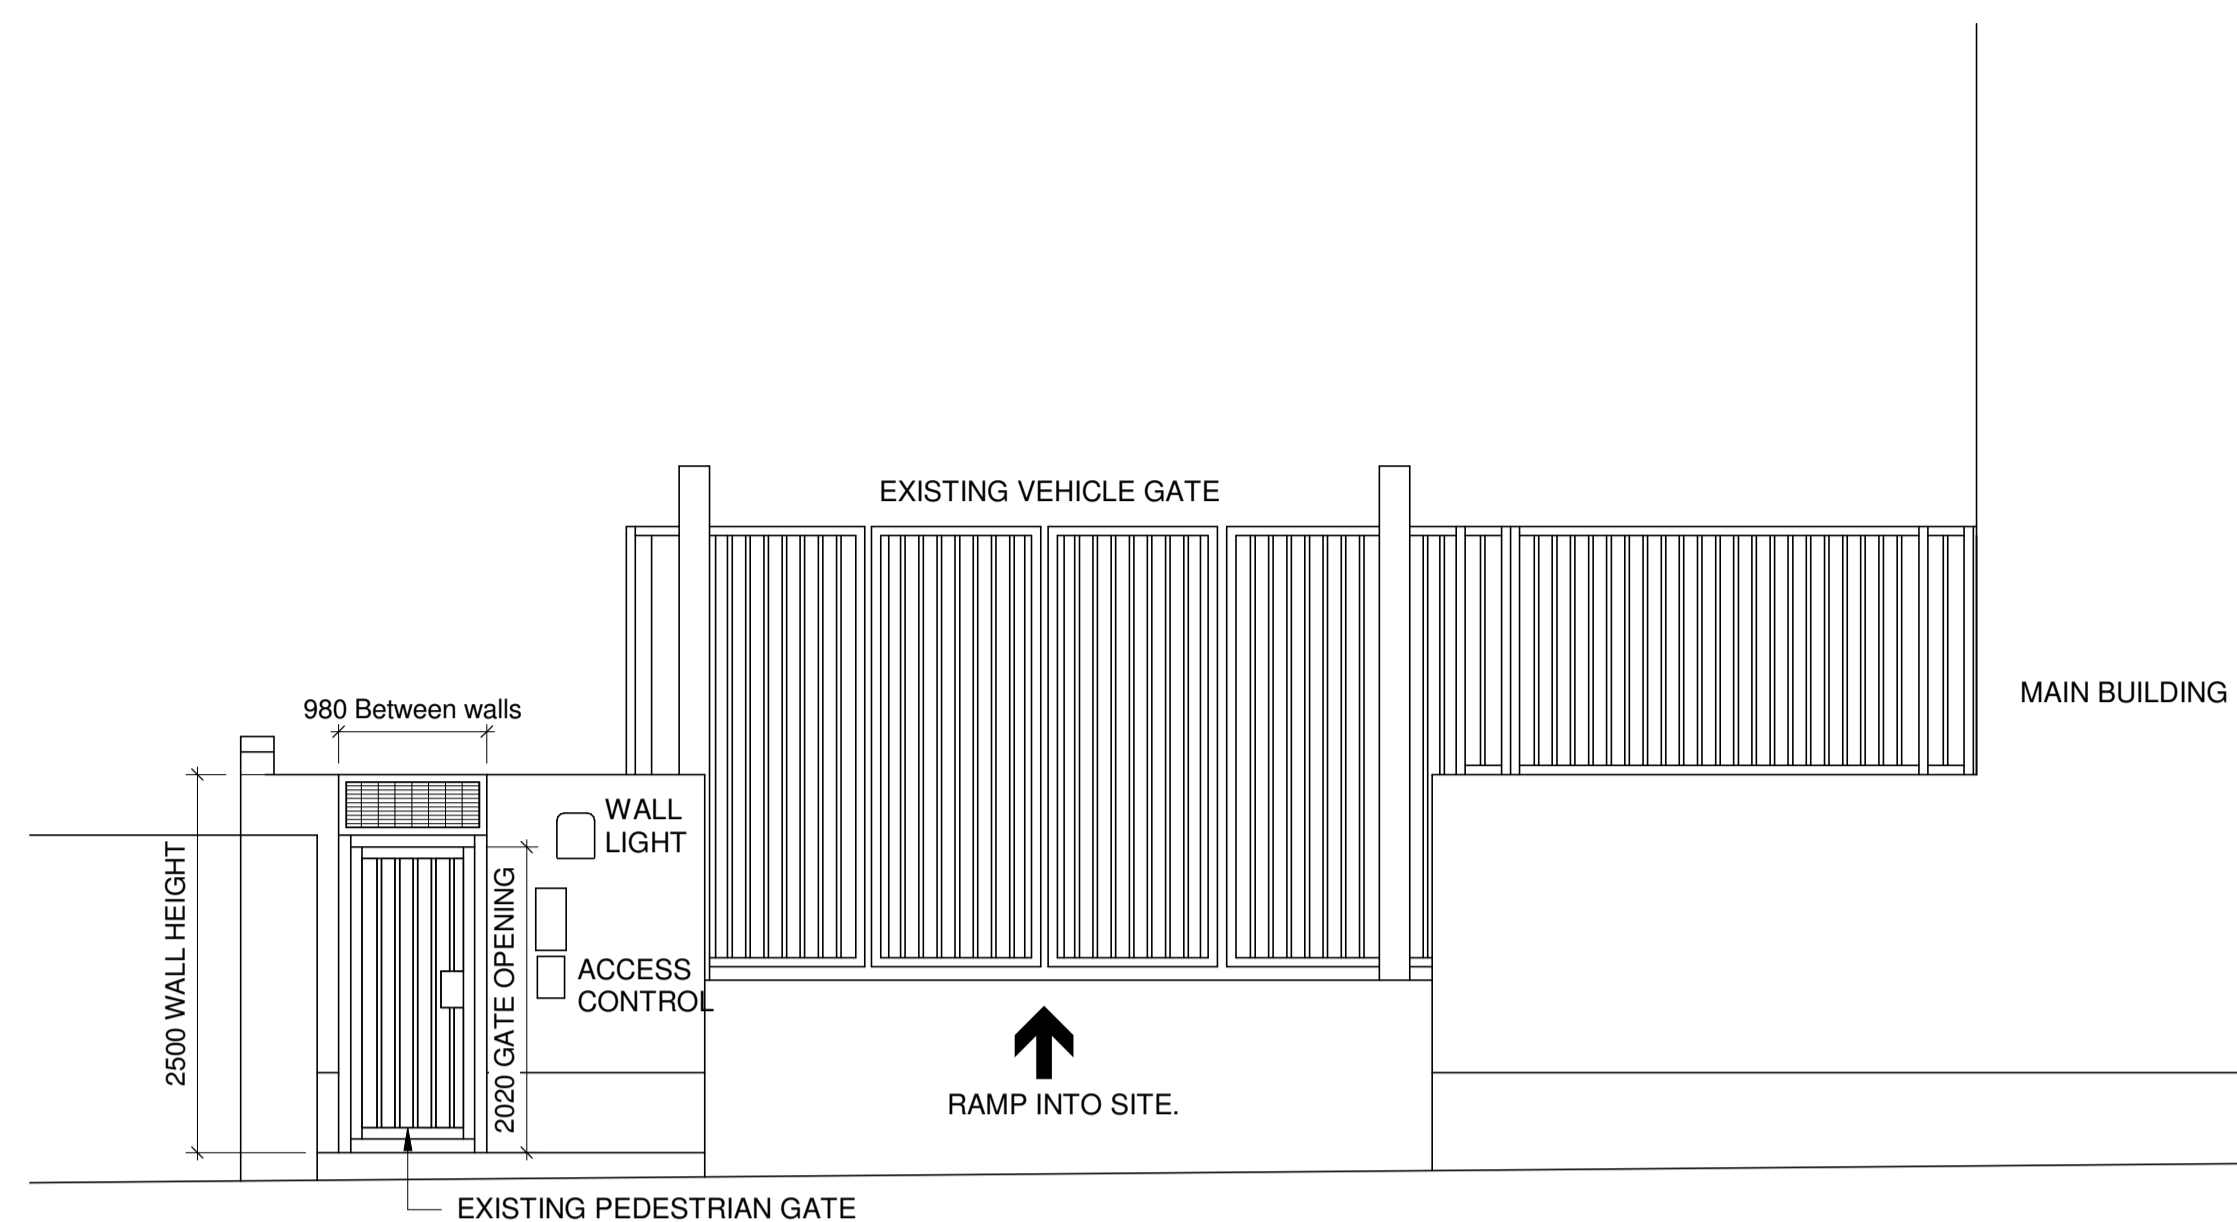 EXISTING VEHICLE GATE
MAIN BUILDING
980 Between walls
WALL
LIGHT
2500 WALL HEIGHT
2020 GATE OPENING
ACCESS
CONTROL
RAMP INTO SITE.
EXISTING PEDESTRIAN GATE